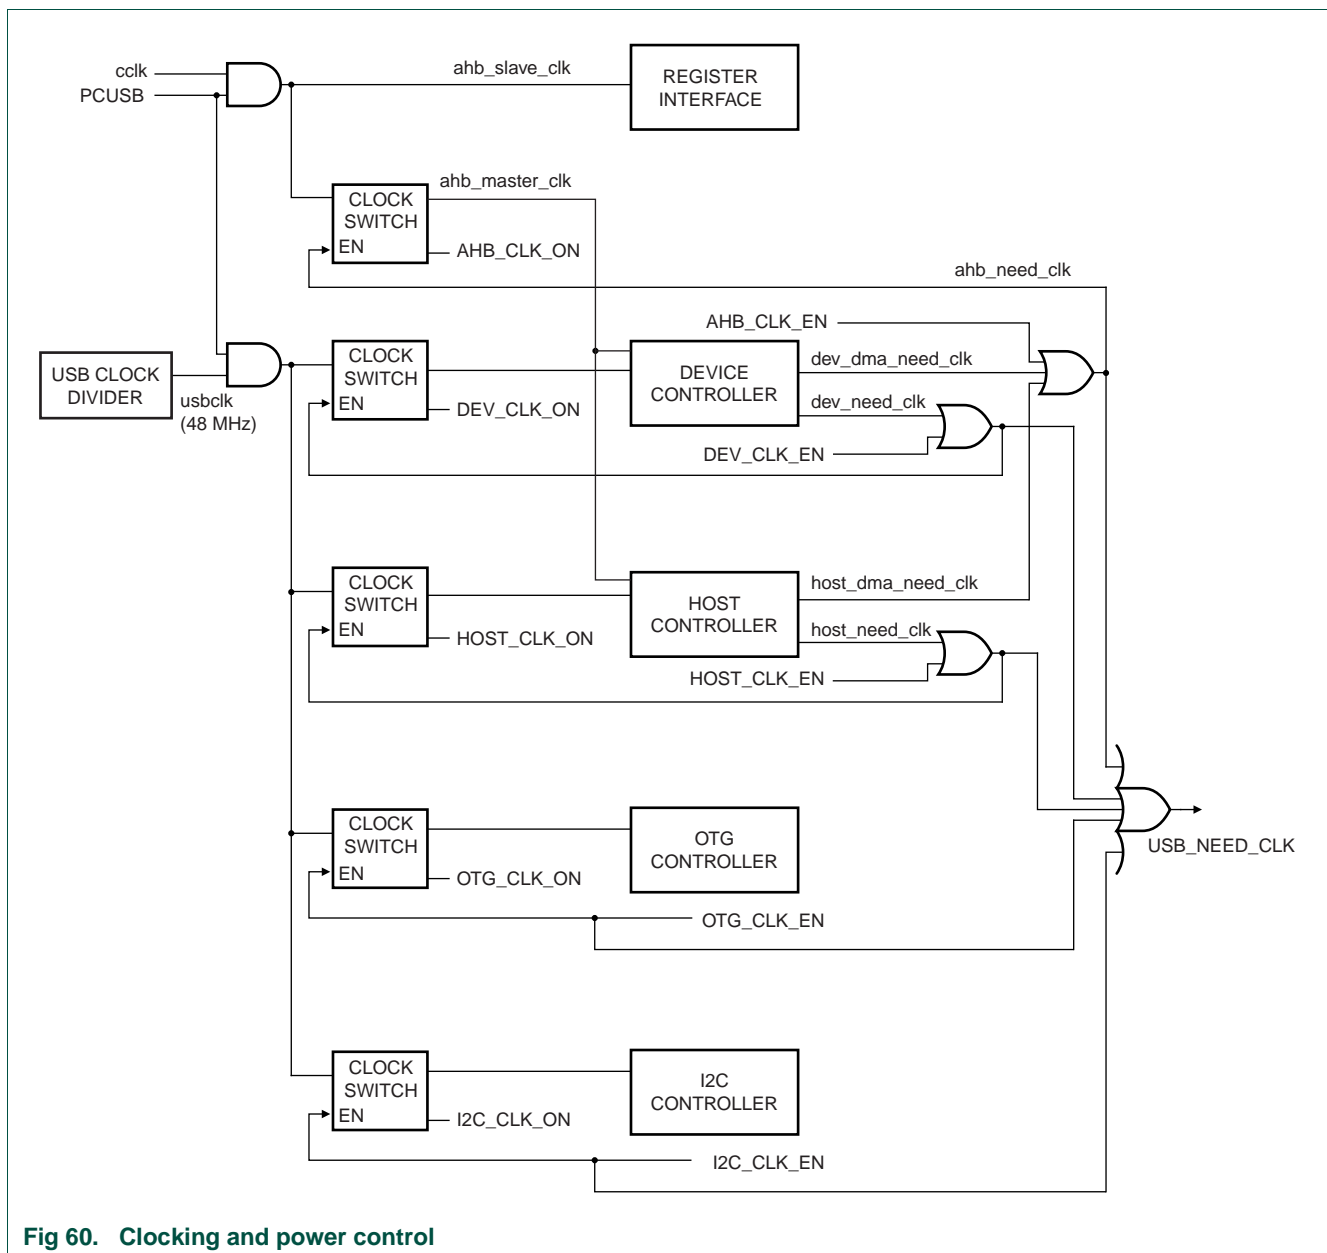 cclk
PCUSB
ahb_slave_clk
REGISTER
INTERFACE
CLOCK
SWITCH
EN
ahb_master_clk
AHB_CLK_ON
ahb_need_clk
AHB_CLK_EN
USB CLOCK
DIVIDER
usbclk
(48 MHz)
CLOCK
SWITCH
EN
DEV_CLK_ON
DEVICE
CONTROLLER
dev_dma_need_clk
dev_need_clk
DEV_CLK_EN
CLOCK
SWITCH
EN
HOST_CLK_ON
HOST
CONTROLLER
host_dma_need_clk
host_need_clk
HOST_CLK_EN
CLOCK
SWITCH
EN
OTG_CLK_ON
OTG
CONTROLLER
OTG_CLK_EN
USB_NEED_CLK
CLOCK
SWITCH
EN
I2C_CLK_ON
I2C
CONTROLLER
I2C_CLK_EN
Fig 60. Clocking and power control